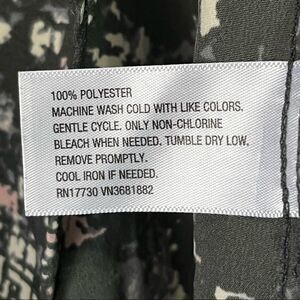 100% POLYESTER
MACHINE WASH COLD WITH LIKE COLORS.
GENTLE CYCLE. ONLY NON-CHLORINE
BLEACH WHEN NEEDED. TUMBLE DRY LOW.
REMOVE PROMPTLY.
COOL IRON IF NEEDED.
RN17730 VN3681882